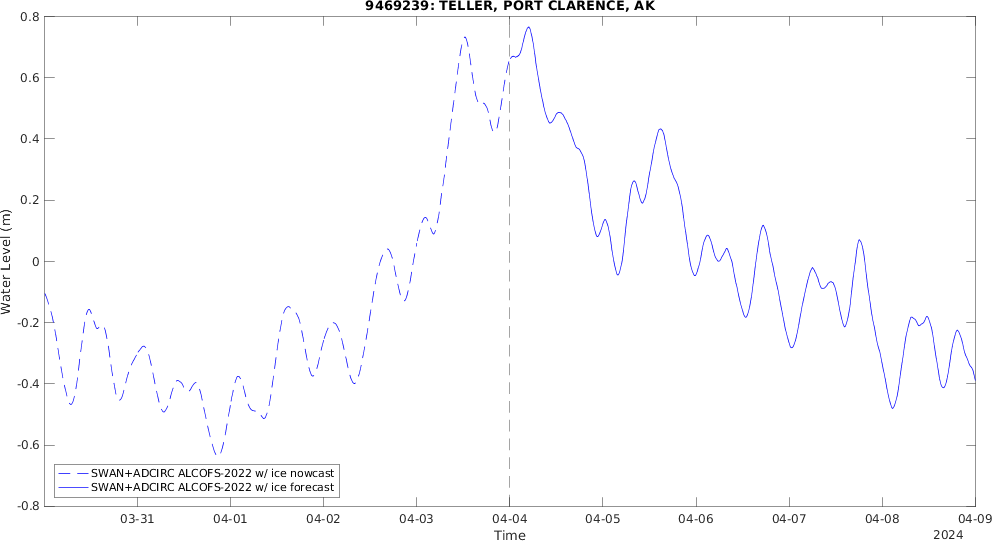 9469239: TELLER, PORT CLARENCE, AK
0.8
0.6
0.4
0.2
0
-0.2
-0.4
-0.6
-0.8
Water Level (m)
SWAN+ADCIRC ALCOFS-2022 w/ ice nowcast
SWAN+ADCIRC ALCOFS-2022 w/ ice forecast
03-31 04-01 04-02 04-03 04-04 04-05 04-06 04-07 04-08 04-09
Time
2024